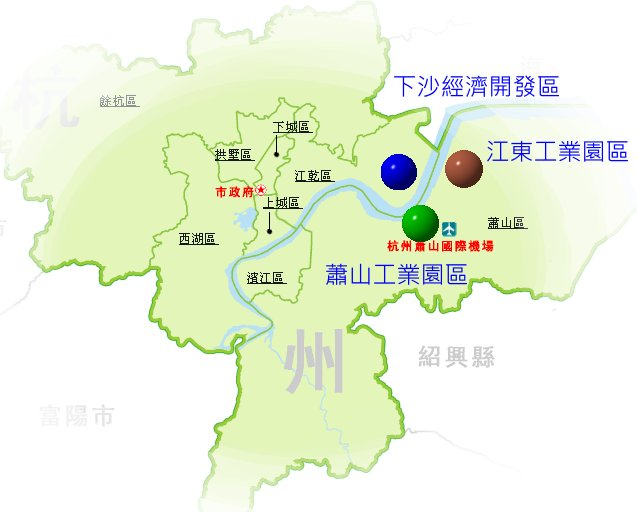 杭
餘杭區
下沙經濟開發區
下城區
拱墅區
江東工業園區
江乾區
市政府
上城區
蕭山區
西湖區
杭州蕭山國際機場
濱江區
蕭山工業園區
州
紹興縣
富陽市